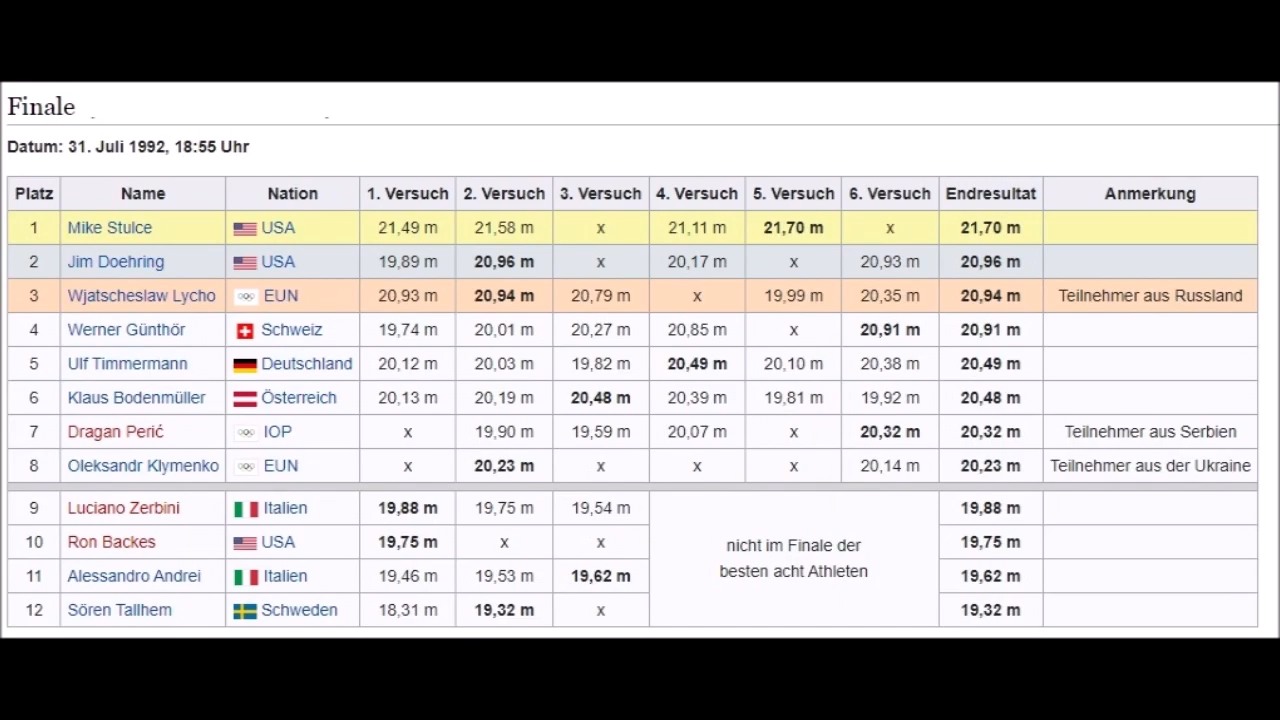 Finale
Datum: 31. Juli 1992, 18:55 Uhr
Platz Name Nation 1. Versuch 2. Versuch 3. Versuch 4. Versuch 5. Versuch 6. Versuch Endresultat Anmerkung
1 Mike Stulce USA 21,49 m 21,58 m x 21,11 m 21,70 m x 21,70 m
2 Jim Doehring USA 19,89 m 20,96 m x 20,17 m x 20,93 m 20,96 m
3 Wjatscheslaw Lycho EUN 20,93 m 20,94 m 20,79 m x 19,99 m 20,35 m 20,94 m Teilnehmer aus Russland
4 Werner Günthör Schweiz 19,74 m 20,01 m 20,27 m 20,85 m x 20,91 m 20,91 m
5 Ulf Timmermann Deutschland 20,12 m 20,03 m 19,82 m 20,49 m 20,10 m 20,38 m 20,49 m
6 Klaus Bodenmüller Österreich 20,13 m 20,19 m 20,48 m 20,39 m 19,81 m 19,92 m 20,48 m
7 Dragan Perić IOP x 19,90 m 19,59 m 20,07 m x 20,32 m 20,32 m Teilnehmer aus Serbien
8 Oleksandr Klymenko EUN x 20,23 m x x x 20,14 m 20,23 m Teilnehmer aus der Ukraine
9 Luciano Zerbini Italien 19,88 m 19,75 m 19,54 m 19,88 m
10 Ron Backes USA 19,75 m x x 19,75 m
nicht im Finale der
besten acht Athleten
11 Alessandro Andrei Italien 19,46 m 19,53 m 19,62 m 19,62 m
12 Sören Tallhem Schweden 18,31 m 19,32 m x 19,32 m